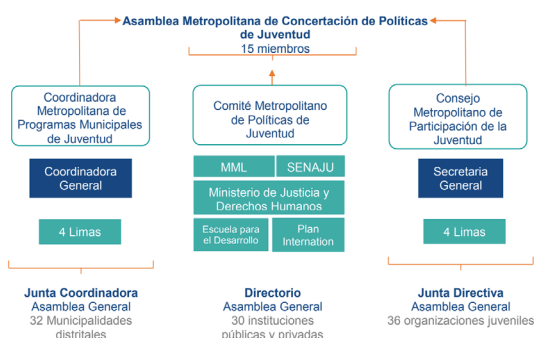 Asamblea Metropolitana de Concertación de Políticas
de Juventud
15 miembros
Coordinadora
Metropolitana de
Programas Municipales
de Juventud
Comité Metropolitano
de Políticas de
Juventud
Consejo
Metropolitano de
Participación de la
Juventud
Coordinadora
General
MML
SENAJU
Ministerio de Justicia y
Derechos Humanos
Escuela para
el Desarrollo
Plan
Internation
Secretaria
General
4 Limas
4 Limas
Junta Coordinadora
Asamblea General
32 Municipalidades
distritales
Directorio
Asamblea General
30 instituciones
públicas y privadas
Junta Directiva
Asamblea General
36 organizaciones juveniles